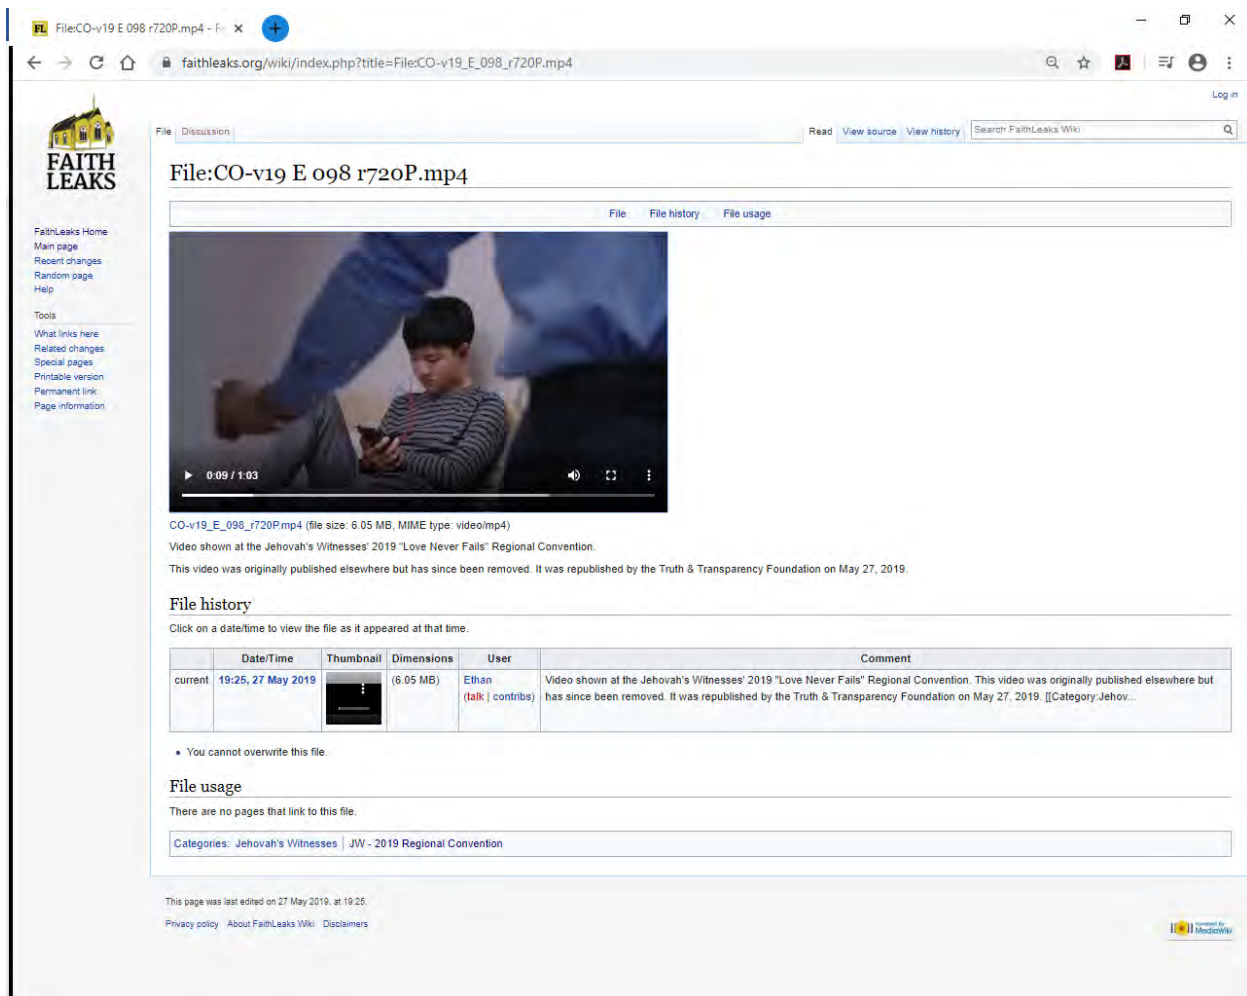 FL File:CO-v19 E 098 r720P.mp4 - F
faithleaks.org/wiki/index.php?title=File:CO-v19_E_098_r720P.mp4
Log in
FAITH
LEAKS
File Discussion
Read View source View history Search FaithLeaks Wiki
File:CO-v19 E 098 r720P.mp4
File File history File usage
FaithLeaks Home
Main page
Recent changes
Random page
Help
Tools
What links here
Related changes
Special pages
Printable version
Permanent link
Page information
0:09 / 1:03
CO-v19_E_098_r720P.mp4 (file size: 6.05 MB, MIME type: video/mp4)
Video shown at the Jehovah's Witnesses' 2019 "Love Never Fails" Regional Convention.
This video was originally published elsewhere but has since been removed. It was republished by the Truth & Transparency Foundation on May 27, 2019.
File history
Click on a date/time to view the file as it appeared at that time.
Date/Time Thumbnail Dimensions User Comment
current 19:25, 27 May 2019 (6.05 MB) Ethan Video shown at the Jehovah's Witnesses' 2019 "Love Never Fails" Regional Convention. This video was originally published elsewhere but
(talk | contribs) has since been removed. It was republished by the Truth & Transparency Foundation on May 27, 2019. [[Category:Jehov...
• You cannot overwrite this file.
File usage
There are no pages that link to this file.
Categories: Jehovah's Witnesses | JW - 2019 Regional Convention
This page was last edited on 27 May 2019, at 19:25.
Privacy policy About FaithLeaks Wiki Disclaimers
Powered By
MediaWiki